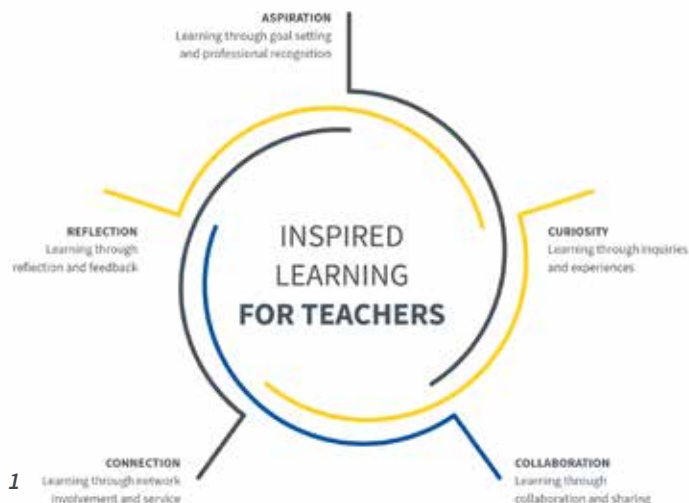 ASPIRATION
Learning through goal setting
and professional recognition
REFLECTION
Learning through
reflection and feedback
INSPIRED
LEARNING
FOR TEACHERS
CURIOSITY
Learning through inquiries
and experiences
1
CONNECTION
Learning through network
involvement and service
COLLABORATION
Learning through
collaboration and sharing